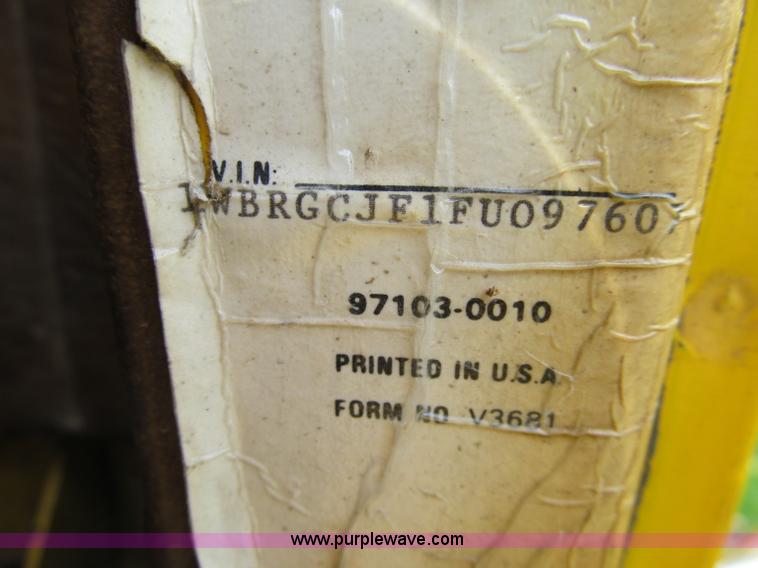 V.I.N:
1WBRGCJF1FU09760
97103-0010
PRINTED IN U.S.A.
FORM NO V3681
www.purplewave.com